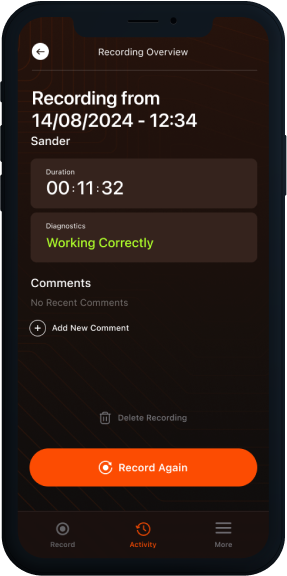 Recording Overview
Recording from
14/08/2024 - 12:34
Sander
Duration
00:11:32
Diagnostics
Working Correctly
Comments
No Recent Comments
Add New Comment
Delete Recording
Record Again
Record Activity More